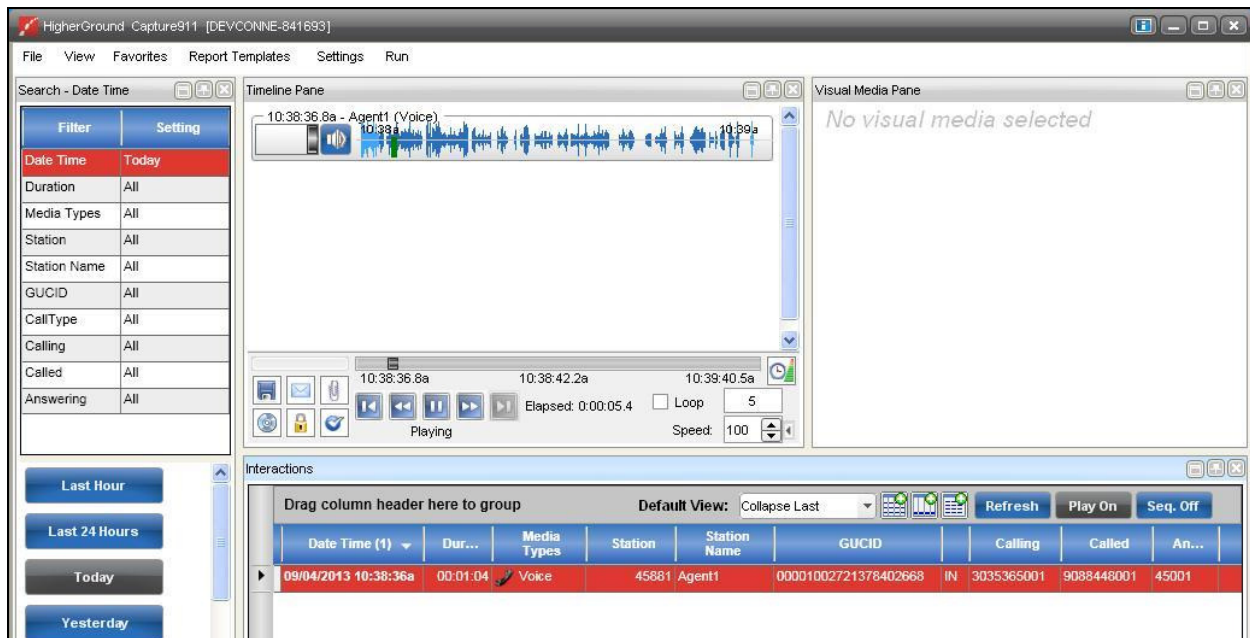 HigherGround Capture911 [DEVCONNE-841693]
File View Favorites Report Templates Settings Run
Search - Date Time
Filter Setting
Date Time Today
Duration All
Media Types All
Station All
Station Name All
GUCID All
CallType All
Calling All
Called All
Answering All
Last Hour
Last 24 Hours
Today
Yesterday
Timeline Pane
10:38:36.8a - Agent1 (Voice)
10:38a 10:39a
10:38:36.8a 10:38:42.2a 10:39:40.5a
Elapsed: 0:00:05.4 Loop 5
Playing Speed: 100
Visual Media Pane
No visual media selected
Interactions
Drag column header here to group Default View: Collapse Last Refresh Play On Seq. Off
Date Time (1) Dur... Media Types Station Station Name GUCID Calling Called An...
09/04/2013 10:38:36a 00:01:04 Voice 45881 Agent1 00001002721378402668 IN 3035365001 9088448001 45001